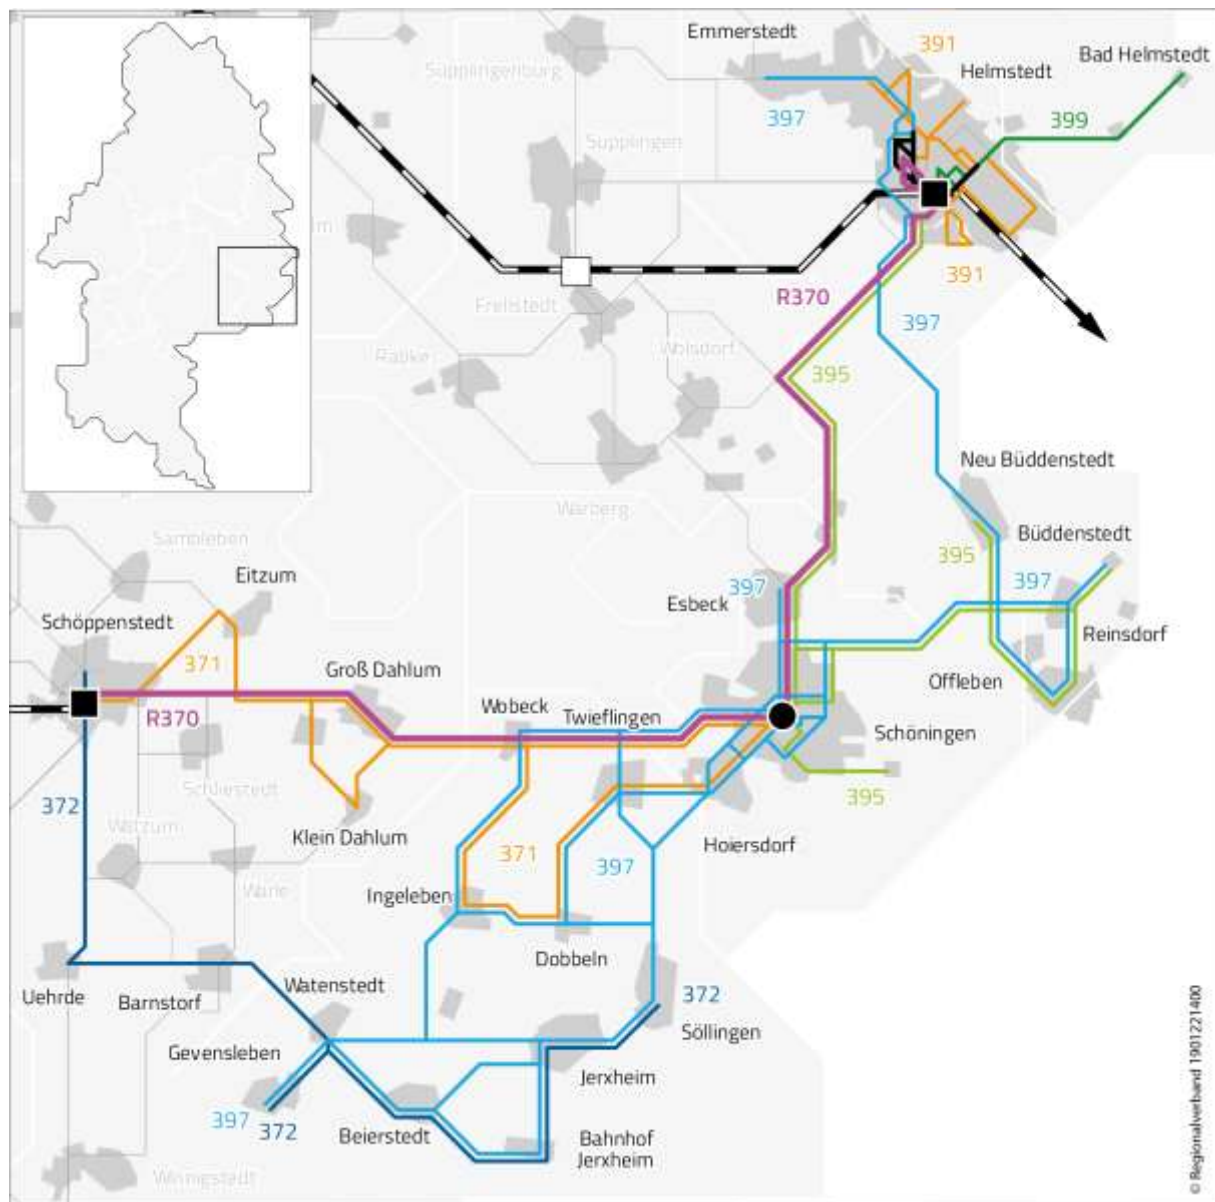 Emmerstedt
391
Helmstedt
Bad Helmstedt
Supplingenburg
397
399
Supplingen
391
R370
Frellstedt
397
Wolsdorf
Räbke
395
Neu Büddenstedt
Warberg
Büddenstedt
Sambleben
395
Eitzum
397
397
Esbeck
Schöppenstedt
Reinsdorf
371
Groß Dahlum
Offleben
R370
Wobeck
Twieflingen
Schöningen
Schliestedt
395
372
Watzum
Klein Dahlum
Hoiersdorf
371
397
Warle
Ingeleben
Dobbeln
Watenstedt
372
Uehrde
Barnstorf
Söllingen
Gevensleben
Jerxheim
397
372
Beierstedt
Bahnhof
Jerxheim
Winnigstedt
© Regionalverband 1901221400